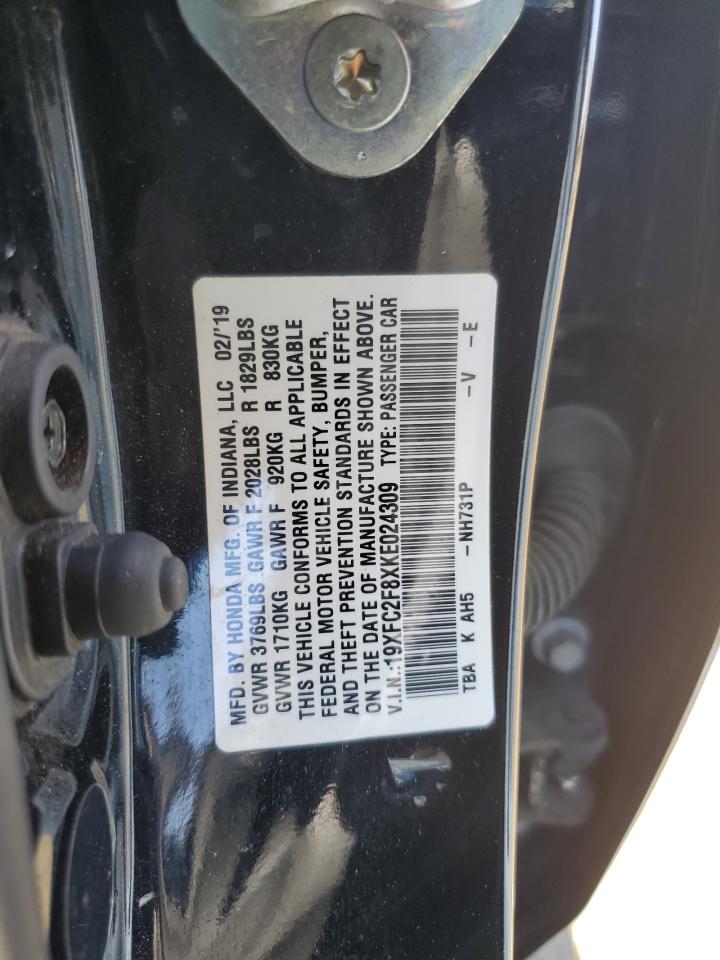 MFD. BY HONDA MFG. OF INDIANA, LLC 02/'19
GVWR 3769LBS GAWR F 2028LBS R 1829LBS
GVWR 1710KG GAWR F 920KG R 830KG
THIS VEHICLE CONFORMS TO ALL APPLICABLE
FEDERAL MOTOR VEHICLE SAFETY, BUMPER,
AND THEFT PREVENTION STANDARDS IN EFFECT
ON THE DATE OF MANUFACTURE SHOWN ABOVE.
V.I.N.:19XFC2F8XKE024309 TYPE: PASSENGER CAR
TBA K AH5 -NH731P -V -E